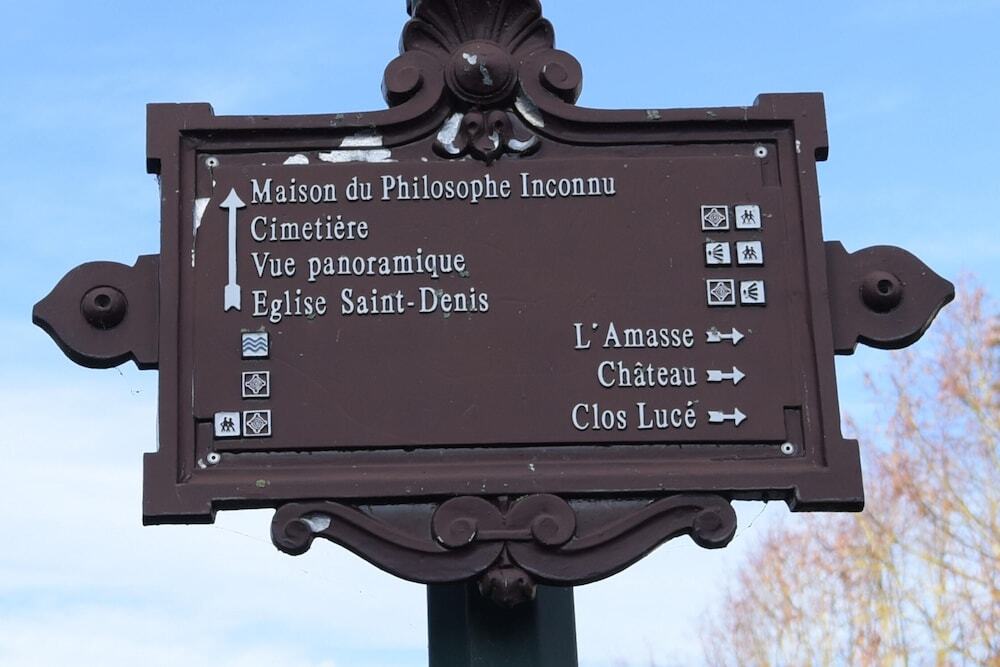 Maison du Philosophe Inconnu
Cimetière
Vue panoramique
Eglise Saint-Denis
L'Amasse
Château
Clos Lucé